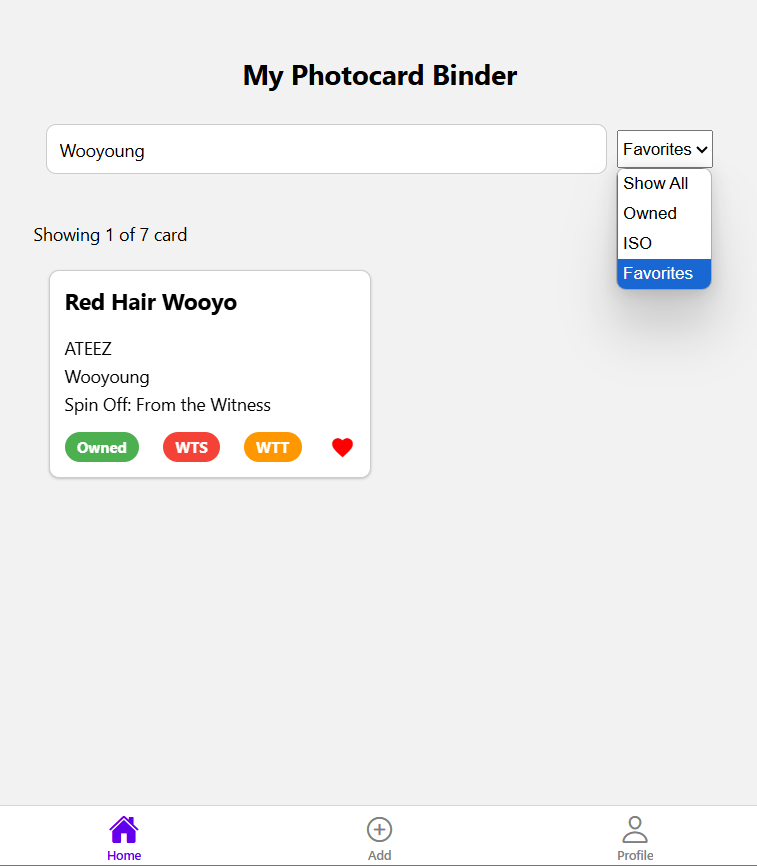 My Photocard Binder
Wooyoung
Favorites
Show All
Owned
ISO
Favorites
Showing 1 of 7 card
Red Hair Wooyo
ATEEZ
Wooyoung
Spin Off: From the Witness
Owned WTS WTT
Home Add Profile